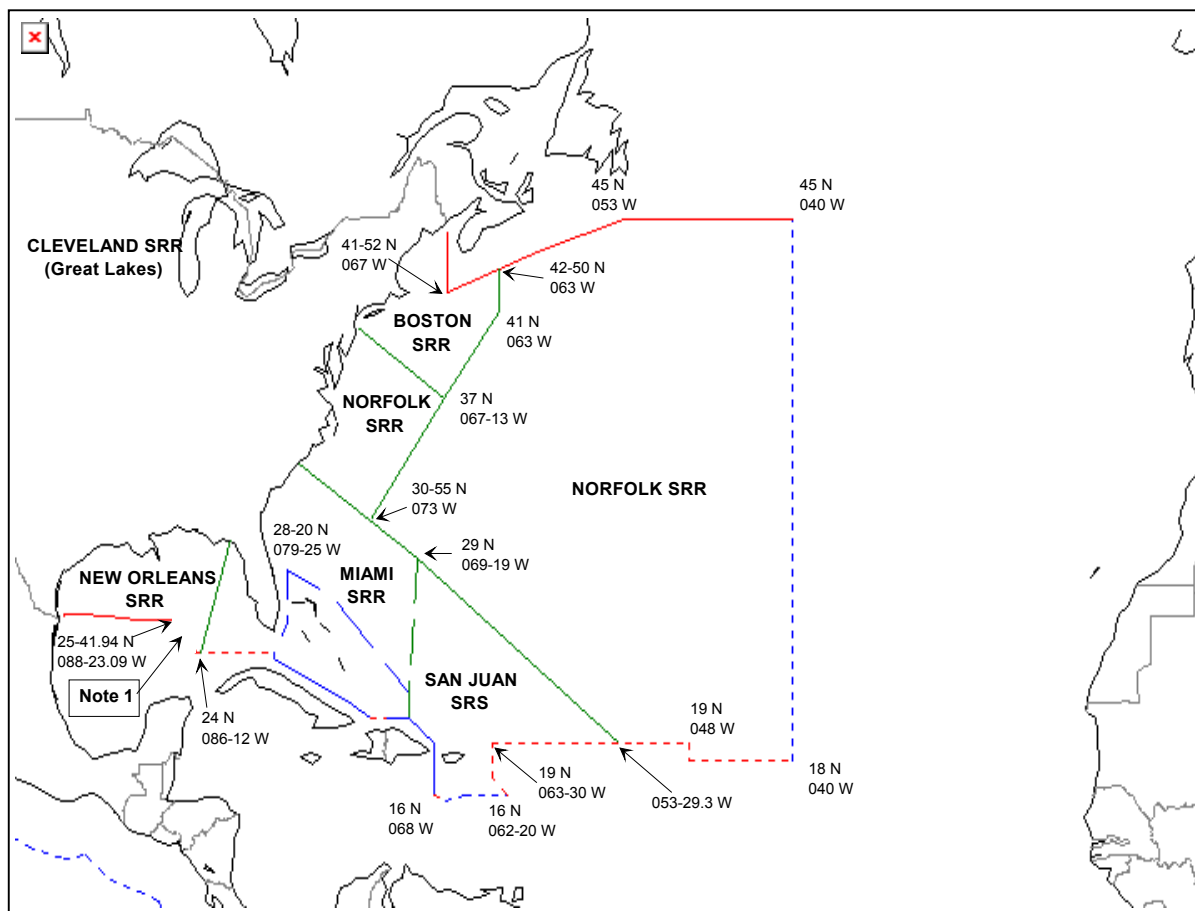 45 N
053 W
45 N
040 W
CLEVELAND SRR
(Great Lakes)
41-52 N
067 W
42-50 N
063 W
BOSTON
SRR
41 N
063 W
NORFOLK
SRR
37 N
067-13 W
30-55 N
073 W
NORFOLK SRR
28-20 N
079-25 W
29 N
069-19 W
NEW ORLEANS
SRR
MIAMI
SRR
25-41.94 N
088-23.09 W
Note 1
SAN JUAN
SRS
24 N
086-12 W
19 N
048 W
19 N
063-30 W
053-29.3 W
18 N
040 W
16 N
068 W
16 N
062-20 W